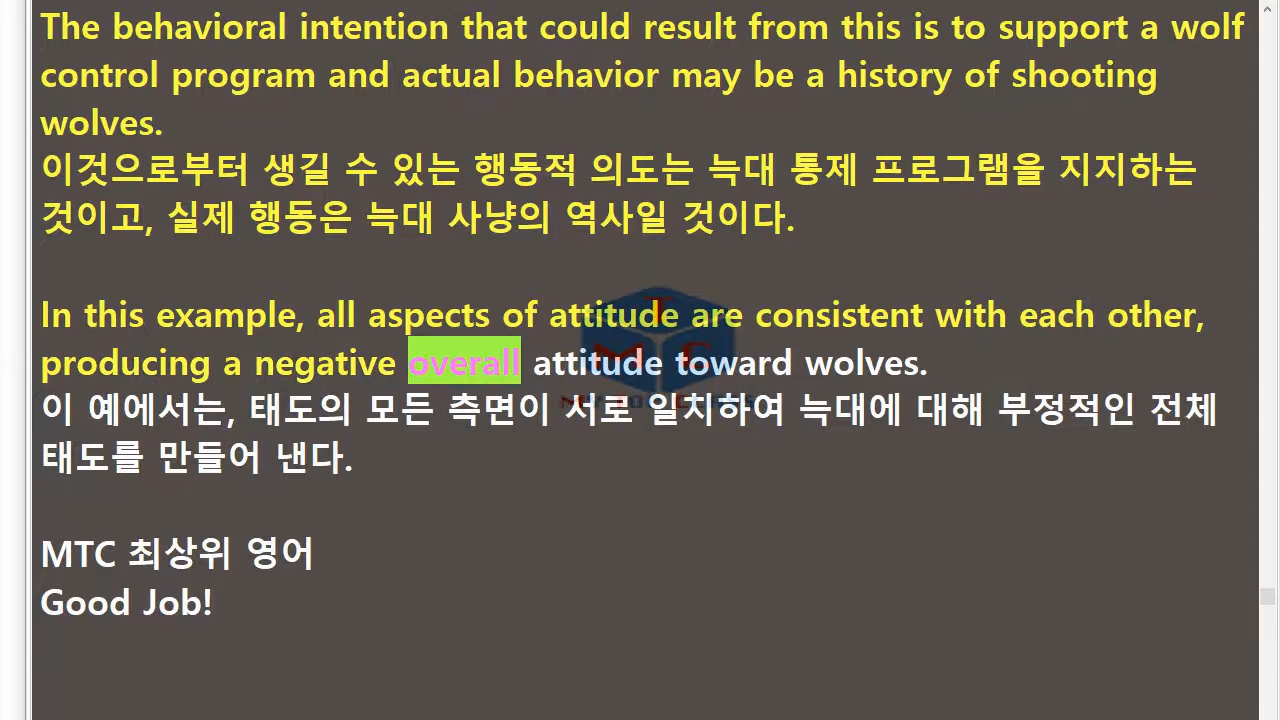 The behavioral intention that could result from this is to support a wolf
control program and actual behavior may be a history of shooting
wolves.
이것으로부터 생길 수 있는 행동적 의도는 늑대 통제 프로그램을 지지하는
것이고, 실제 행동은 늑대 사냥의 역사일 것이다.
In this example, all aspects of attitude are consistent with each other,
producing a negative overall attitude toward wolves.
이 예에서는, 태도의 모든 측면이 서로 일치하여 늑대에 대해 부정적인 전체
태도를 만들어 낸다.
MTC 최상위 영어
Good Job!